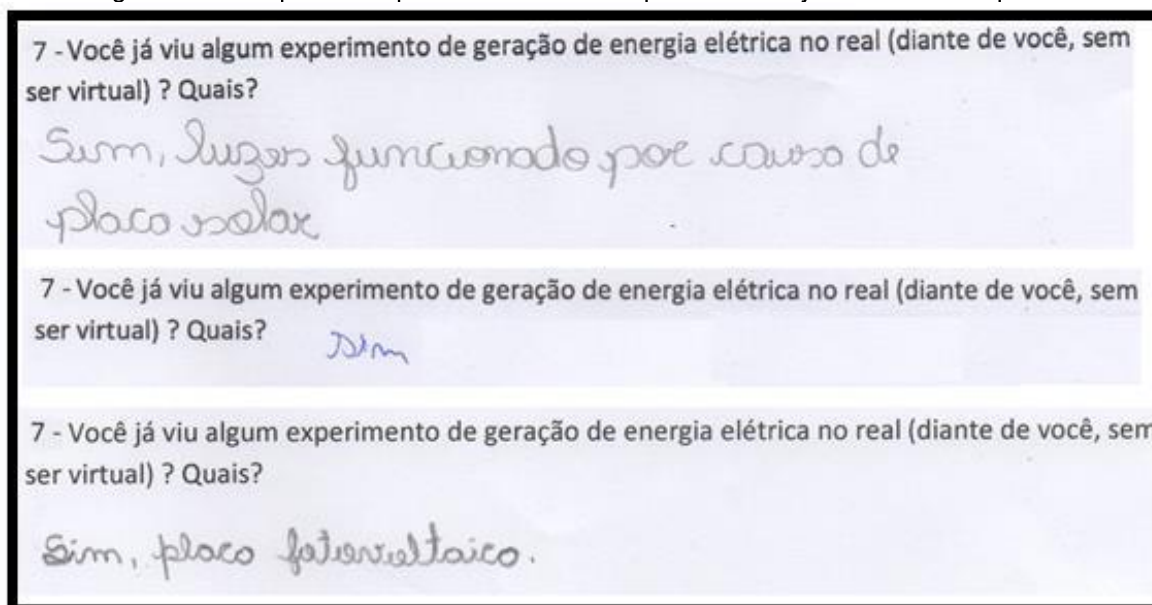 7 - Você já viu algum experimento de geração de energia elétrica no real (diante de você, sem
ser virtual) ? Quais?
Sim, luzes funcionado por causa de
placa solar
7 - Você já viu algum experimento de geração de energia elétrica no real (diante de você, sem
ser virtual) ? Quais?
sim
7 - Você já viu algum experimento de geração de energia elétrica no real (diante de você, sem
ser virtual) ? Quais?
Sim, placa fotovoltaica.